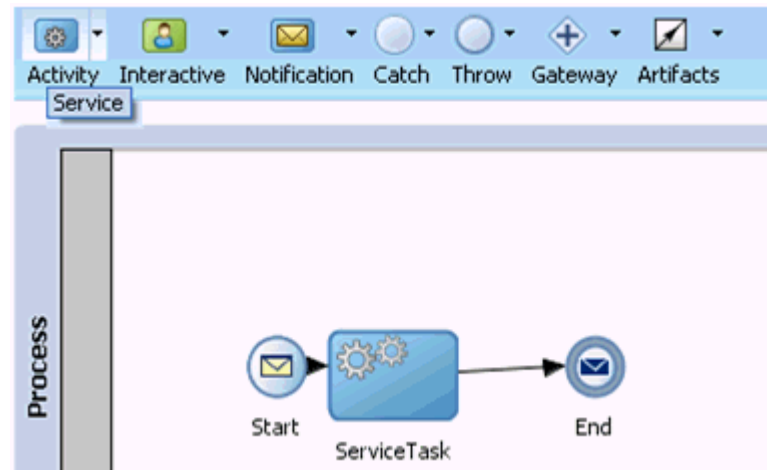 Activity Interactive Notification Catch Throw Gateway Artifacts
Service
Process
Start
ServiceTask
End